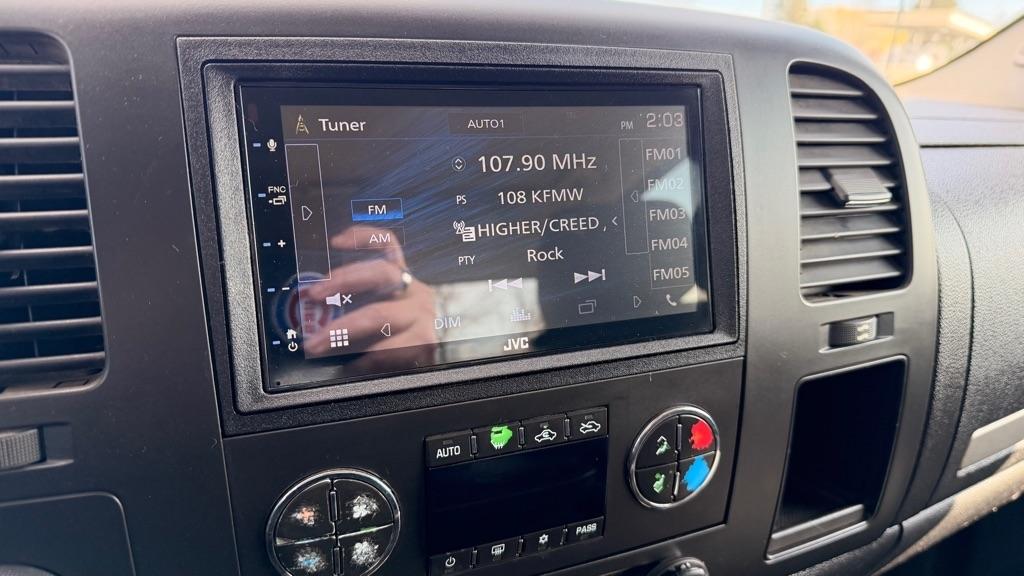 Tuner
AUTO1
PM 2:03
107.90 MHz
FM01
FNC
PS 108 KFMW
FM02
FM
HIGHER/CREED ,
FM03
AM
PTY Rock
FM04
FM05
DIM
JVC
AUTO
PASS